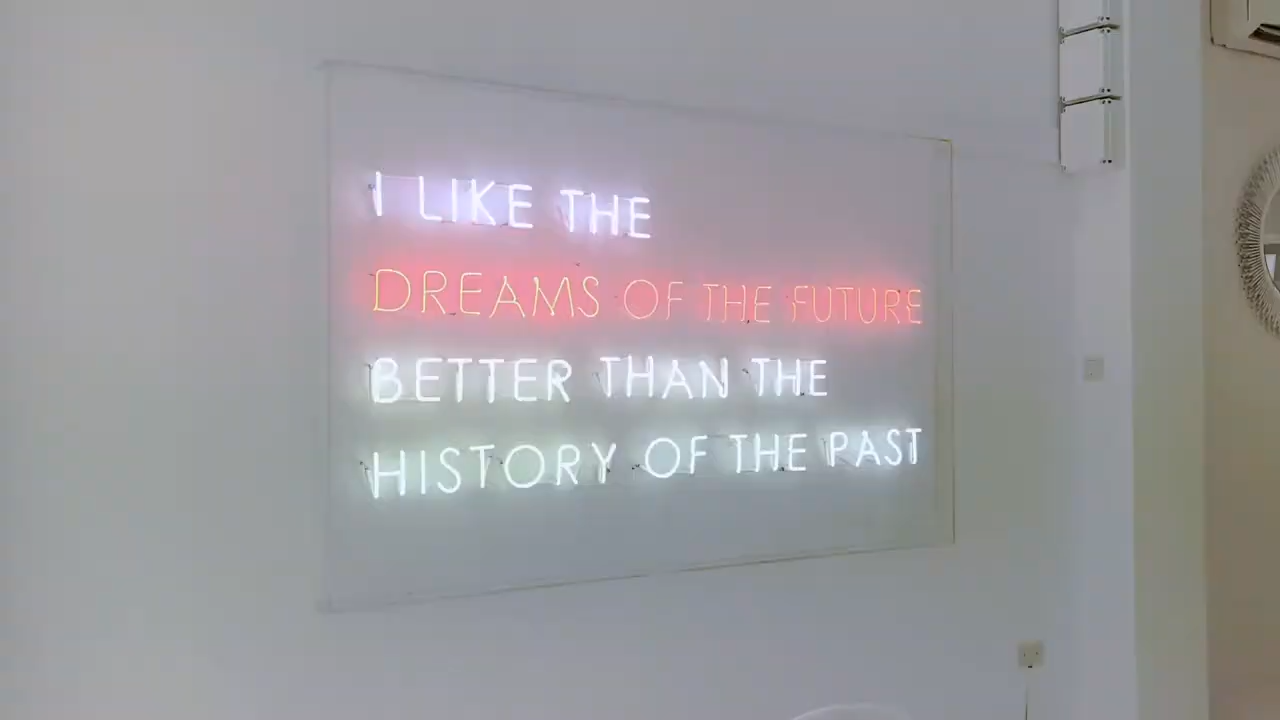 I LIKE THE
DREAMS OF THE FUTURE
BETTER THAN THE
HISTORY OF THE PAST